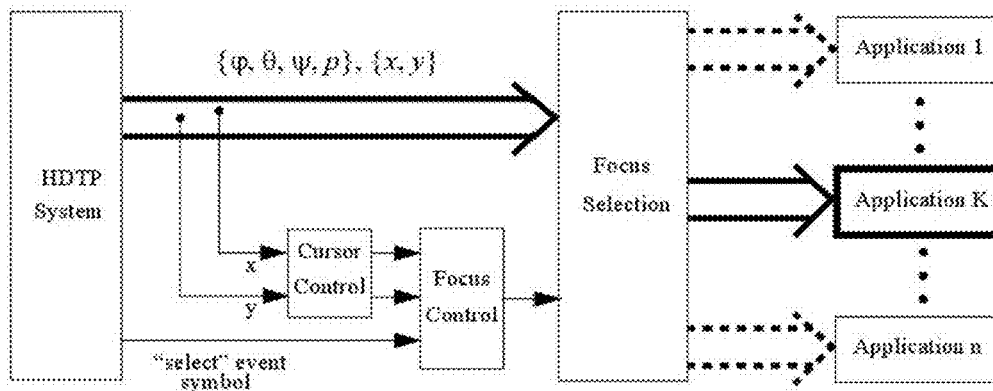 {φ, θ, ψ, p}, {x, y}
HDTP
System
x
y
Cursor
Control
Focus
Control
"select" event
symbol
Focus
Selection
Application 1
Application K
Application n